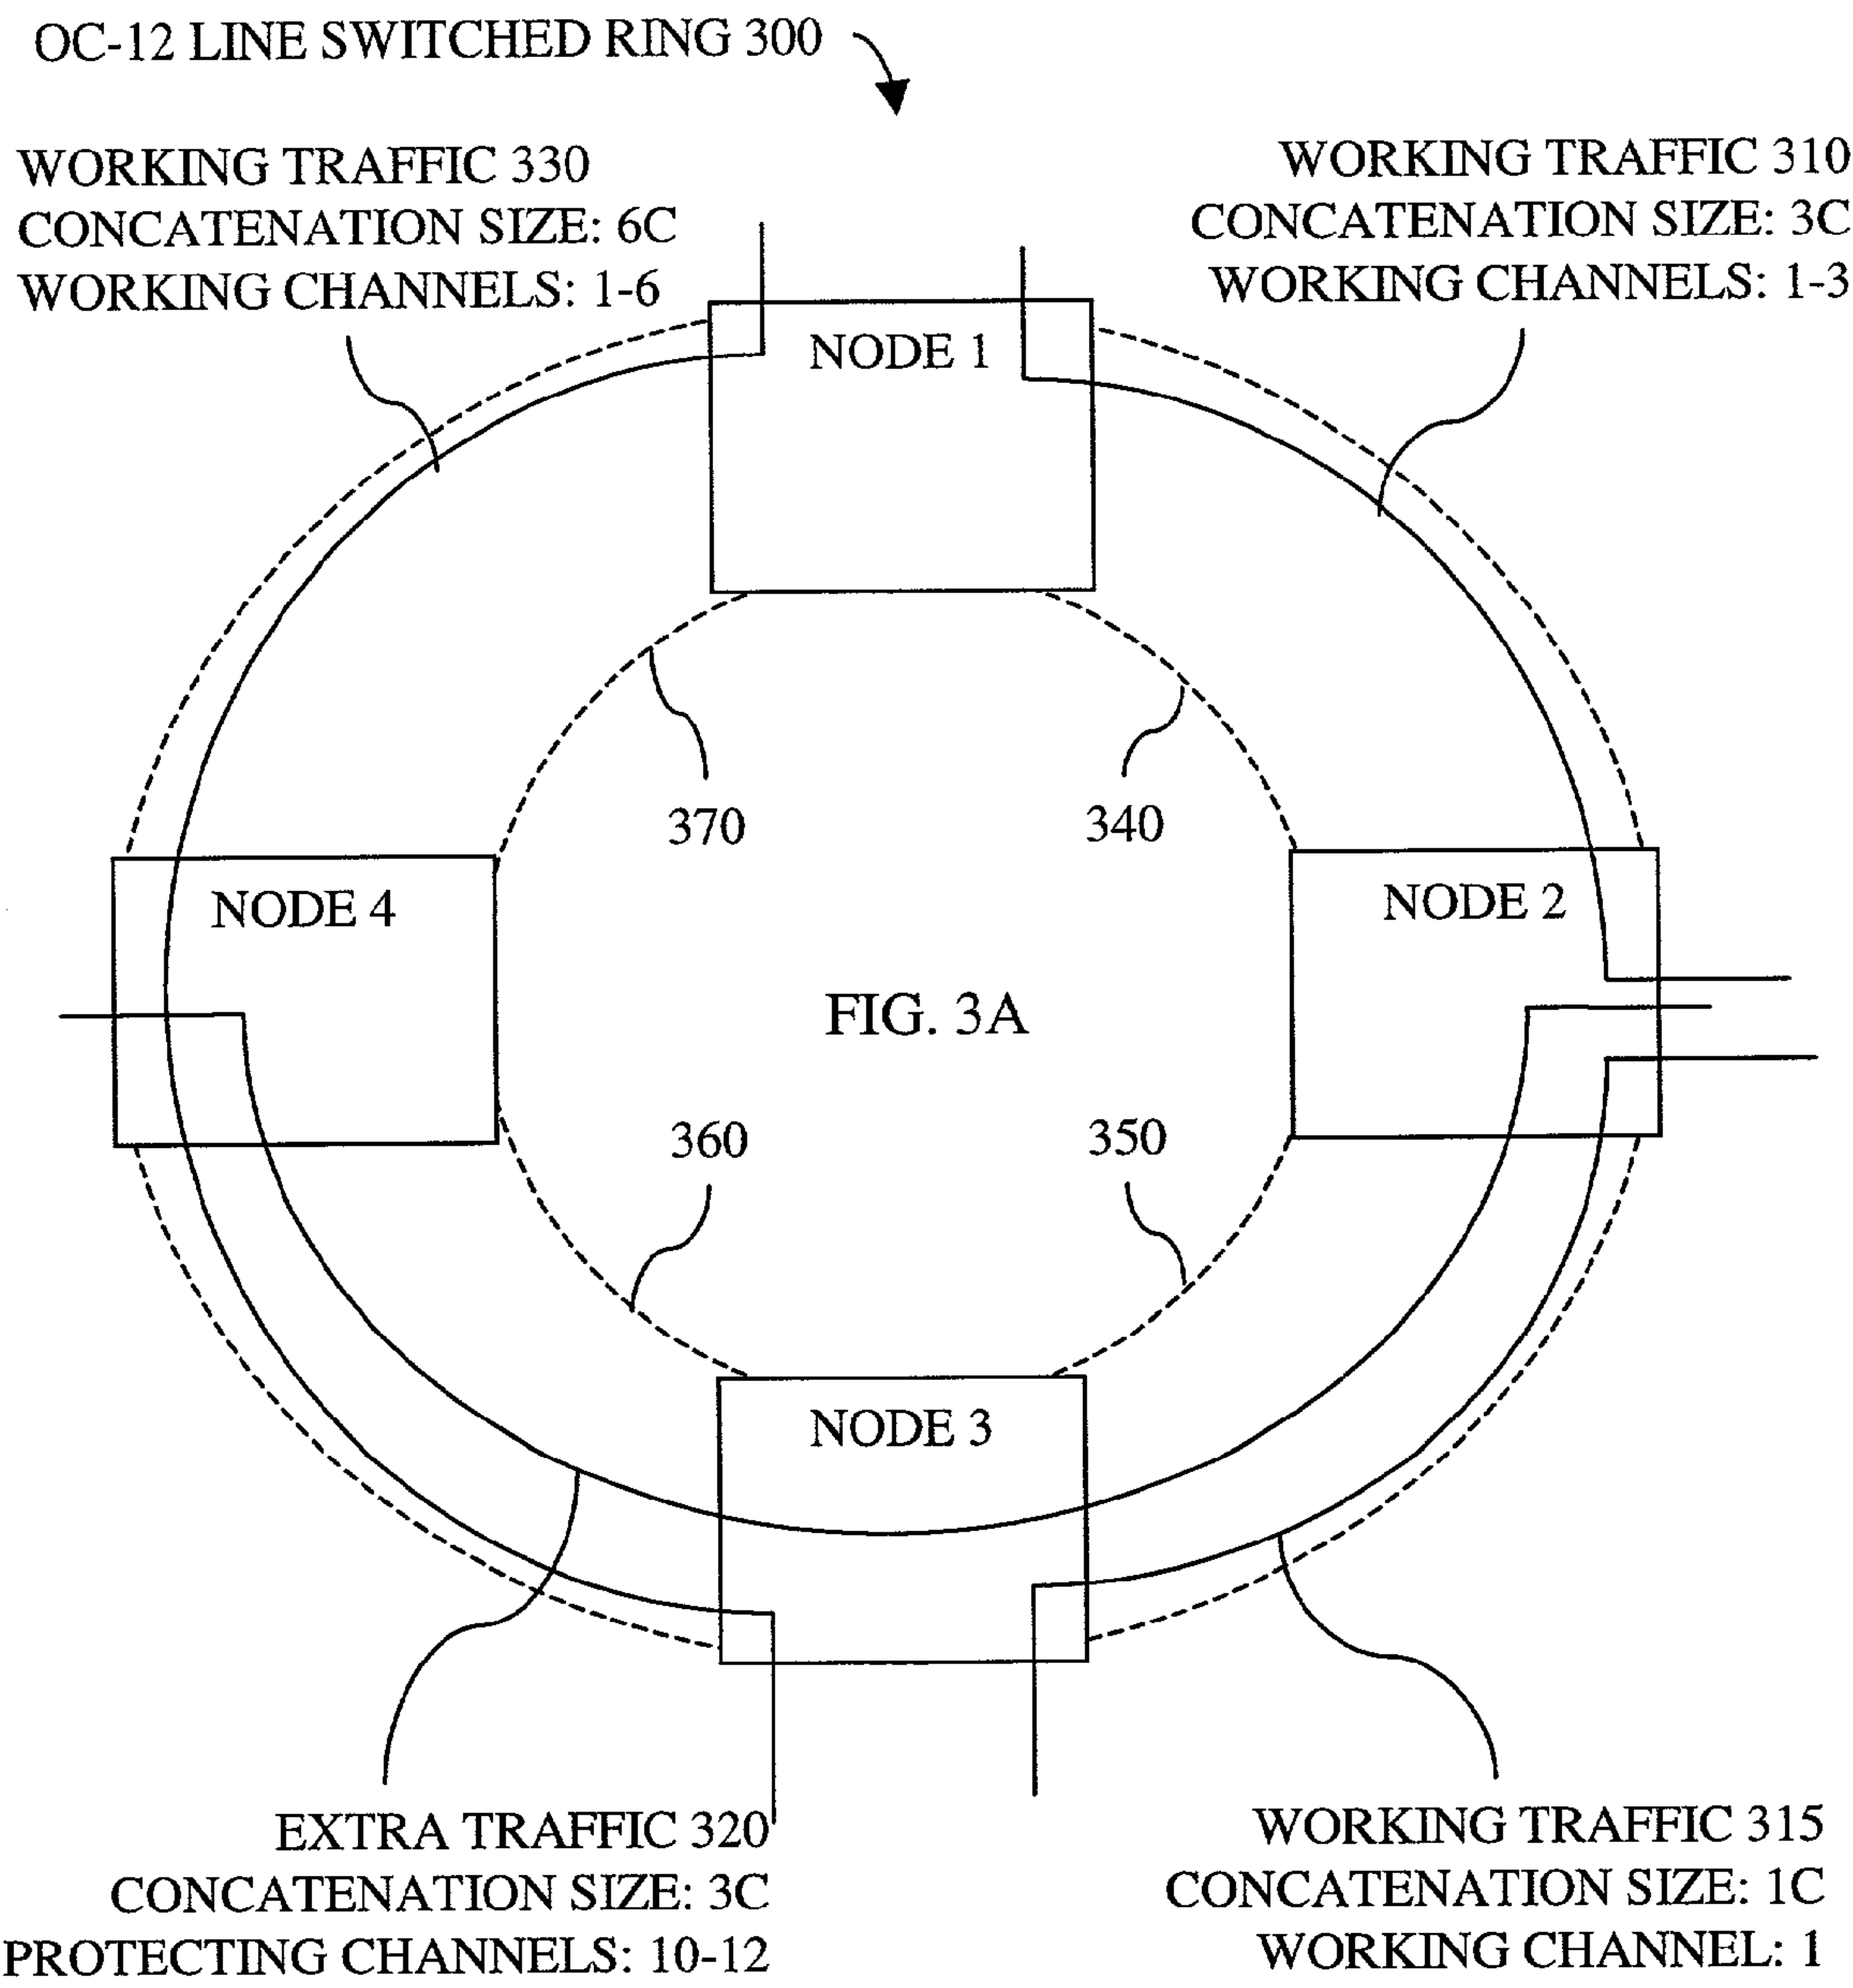 OC-12 LINE SWITCHED RING 300
WORKING TRAFFIC 330
CONCATENATION SIZE: 6C
WORKING CHANNELS: 1-6
WORKING TRAFFIC 310
CONCATENATION SIZE: 3C
WORKING CHANNELS: 1-3
NODE 1
370
340
NODE 4
NODE 2
FIG. 3A
360
350
NODE 3
EXTRA TRAFFIC 320
CONCATENATION SIZE: 3C
PROTECTING CHANNELS: 10-12
WORKING TRAFFIC 315
CONCATENATION SIZE: 1C
WORKING CHANNEL: 1